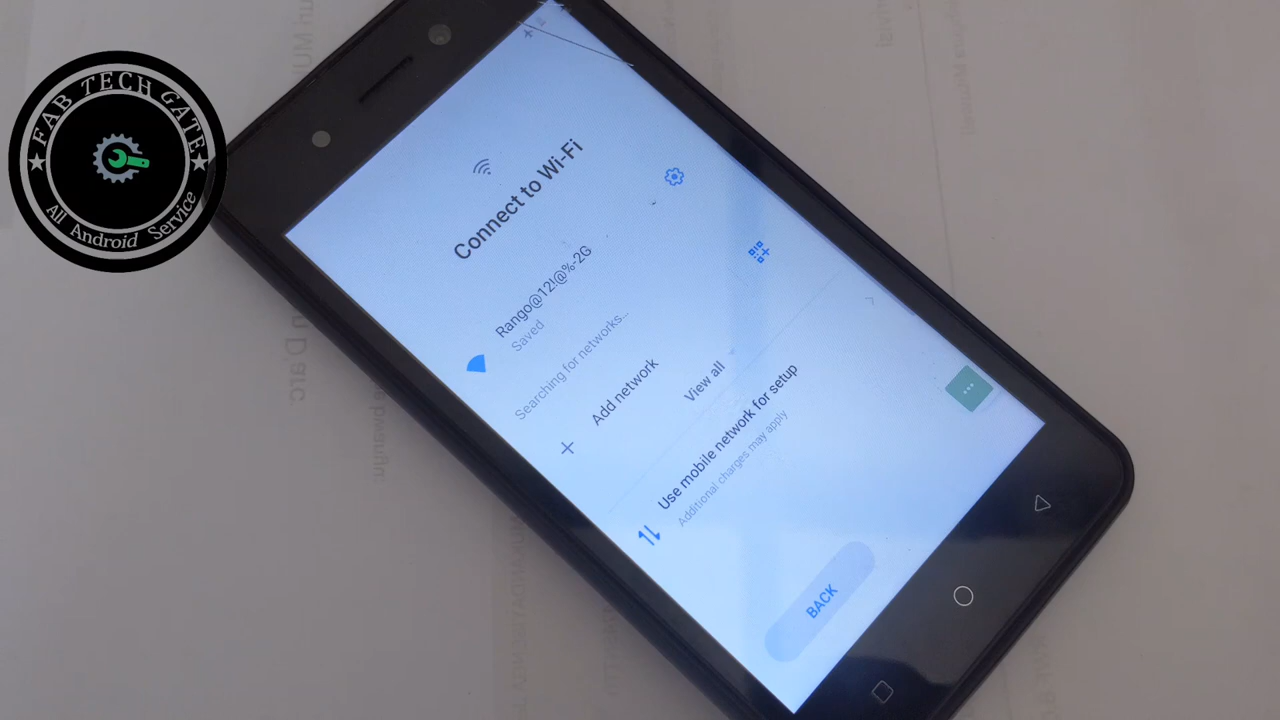 FAB TECH GATE
All Android Service
Connect to Wi-Fi
Rango@12!@%-2G
Saved
Searching for networks…
Add network
View all
Use mobile network for setup
Additional charges may apply
BACK